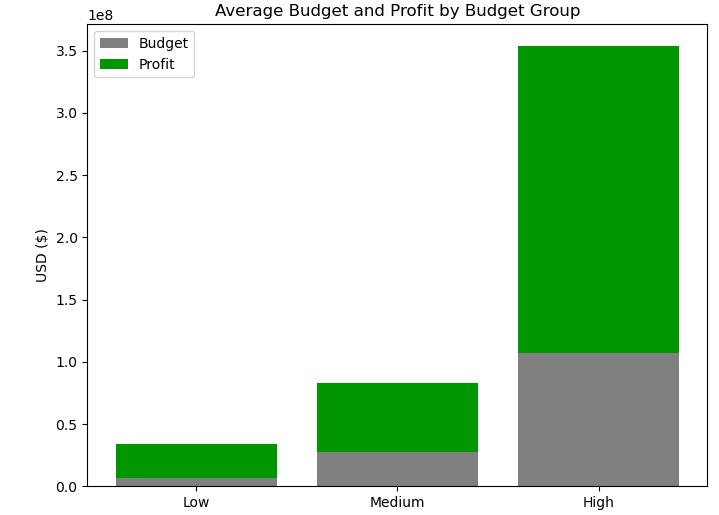 Average Budget and Profit by Budget Group
1e8
Budget
Profit
3.5
3.0
2.5
2.0
1.5
1.0
0.5
0.0
USD ($)
Low Medium High